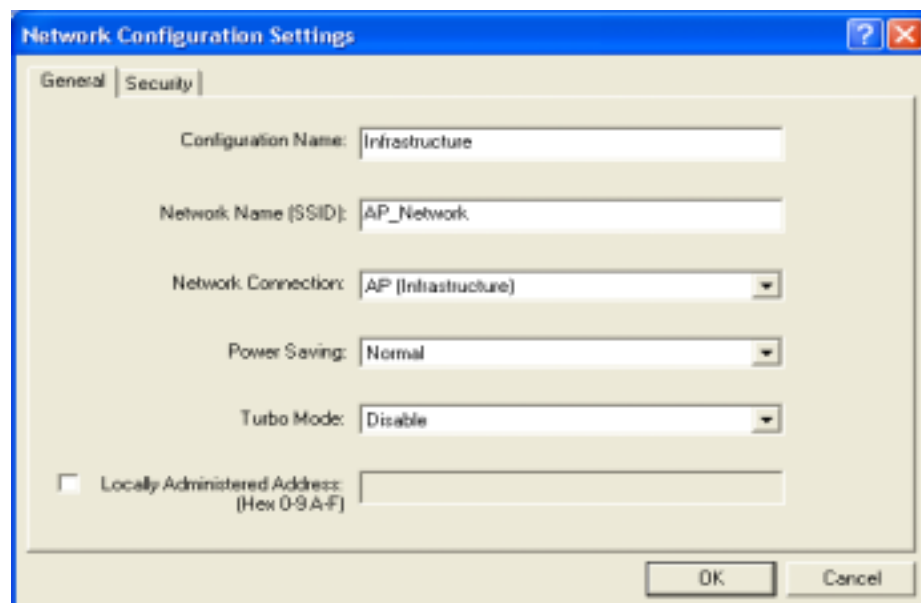 Network Configuration Settings
General
Security
Configuration Name: Infrastructure
Network Name (SSID): AP_Network
Network Connection: AP (Infrastructure)
Power Saving: Normal
Turbo Mode: Disable
Locally Administered Address:
(Hex 0-9 A-F)
OK
Cancel